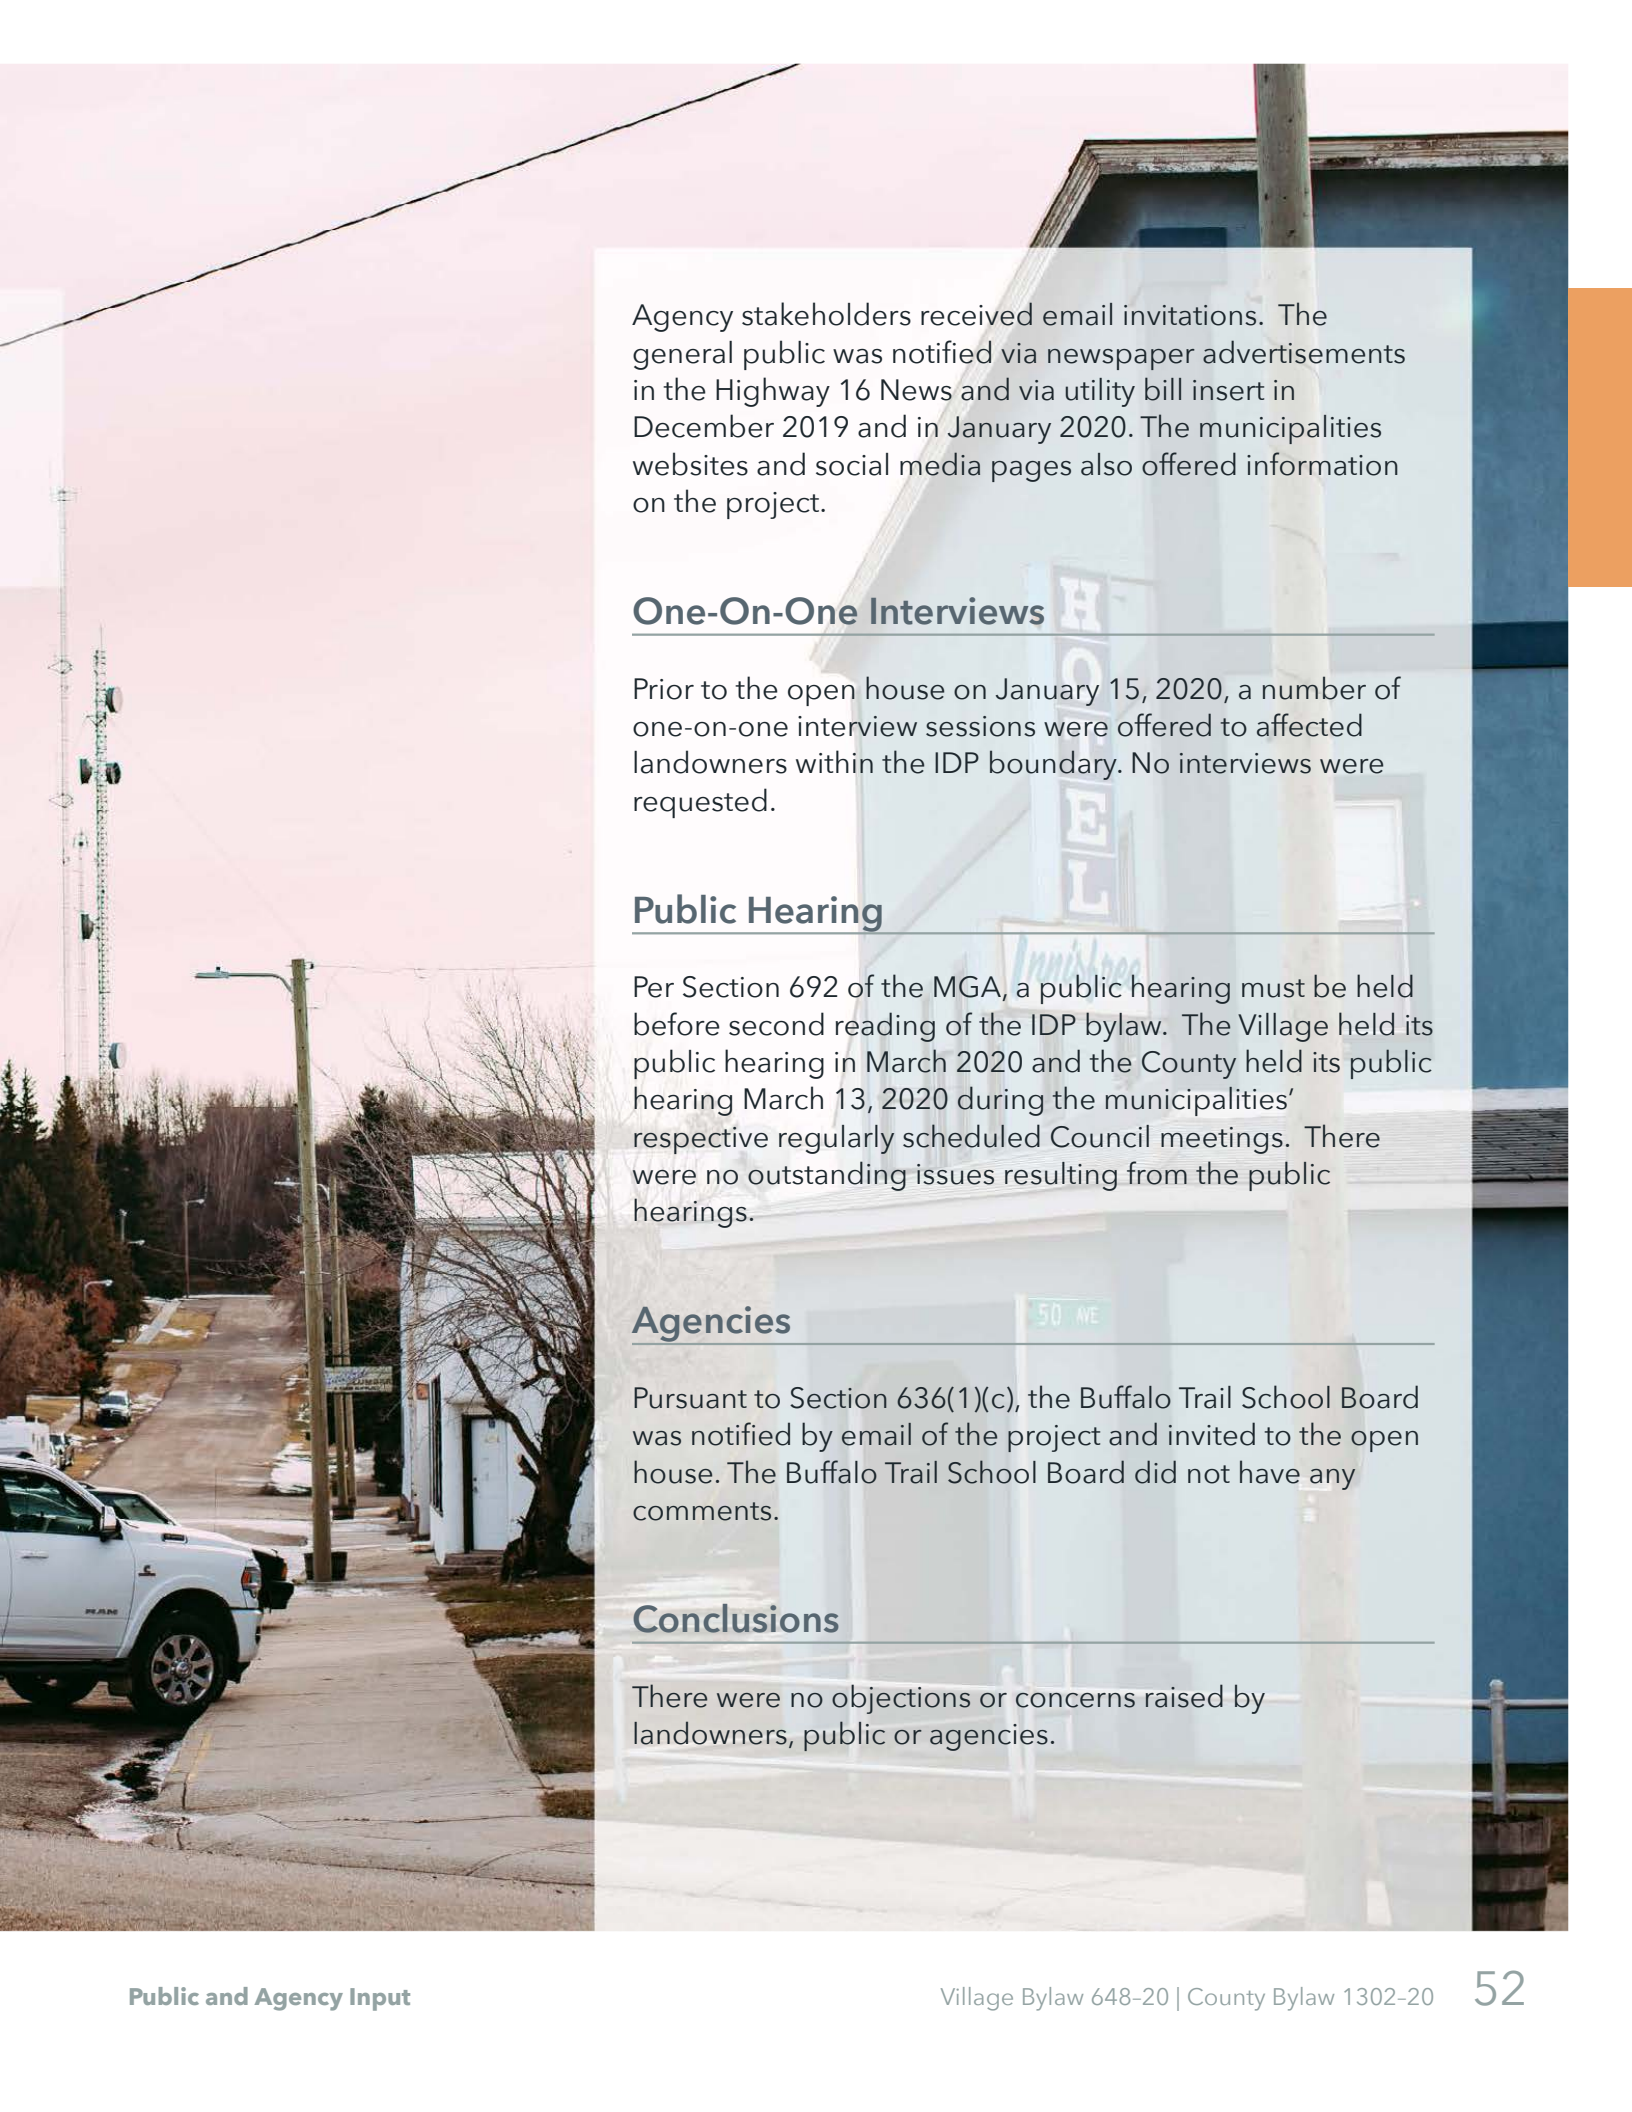 Agency stakeholders received email invitations.  The
general public was notified via newspaper advertisements
in the Highway 16 News and via utility bill insert in
December 2019 and in January 2020. The municipalities
websites and social media pages also offered information
on the project.
One-On-One Interviews
Prior to the open house on January 15, 2020, a number of
one-on-one interview sessions were offered to affected
landowners within the IDP boundary. No interviews were
requested.
Public Hearing
Per Section 692 of the MGA, a public hearing must be held
before second reading of the IDP bylaw.  The Village held its
public hearing in March 2020 and the County held its public
hearing March 13, 2020 during the municipalities’
respective regularly scheduled Council meetings.  There
were no outstanding issues resulting from the public
hearings.
Agencies
Pursuant to Section 636(1)(c), the Buffalo Trail School Board
was notified by email of the project and invited to the open
house. The Buffalo Trail School Board did not have any
comments.
Conclusions
There were no objections or concerns raised by
landowners, public or agencies.
HOTEL
Innisfree
50 AVE
RAM
Public and Agency Input
Village Bylaw 648–20 | County Bylaw 1302–20
52